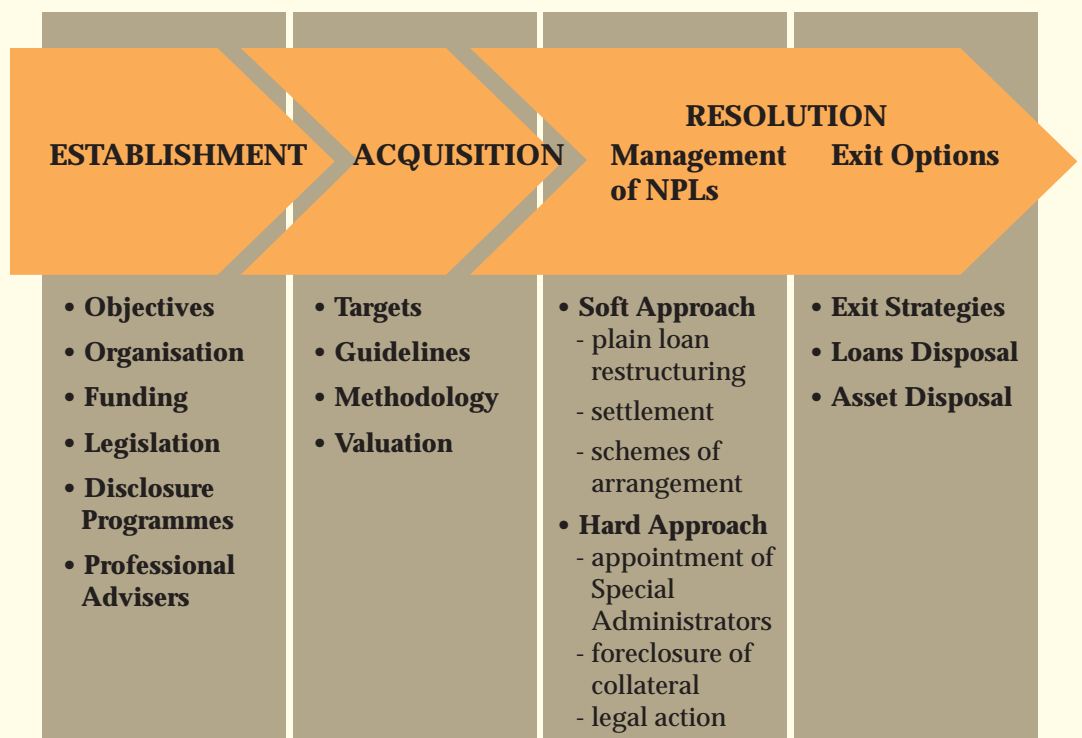 ESTABLISHMENT
ACQUISITION
RESOLUTION
Management
of NPLs
Exit Options
• Objectives
• Organisation
• Funding
• Legislation
• Disclosure
Programmes
• Professional
Advisers
• Targets
• Guidelines
• Methodology
• Valuation
• Soft Approach
- plain loan
restructuring
- settlement
- schemes of
arrangement
• Hard Approach
- appointment of
Special
Administrators
- foreclosure of
collateral
- legal action
• Exit Strategies
• Loans Disposal
• Asset Disposal